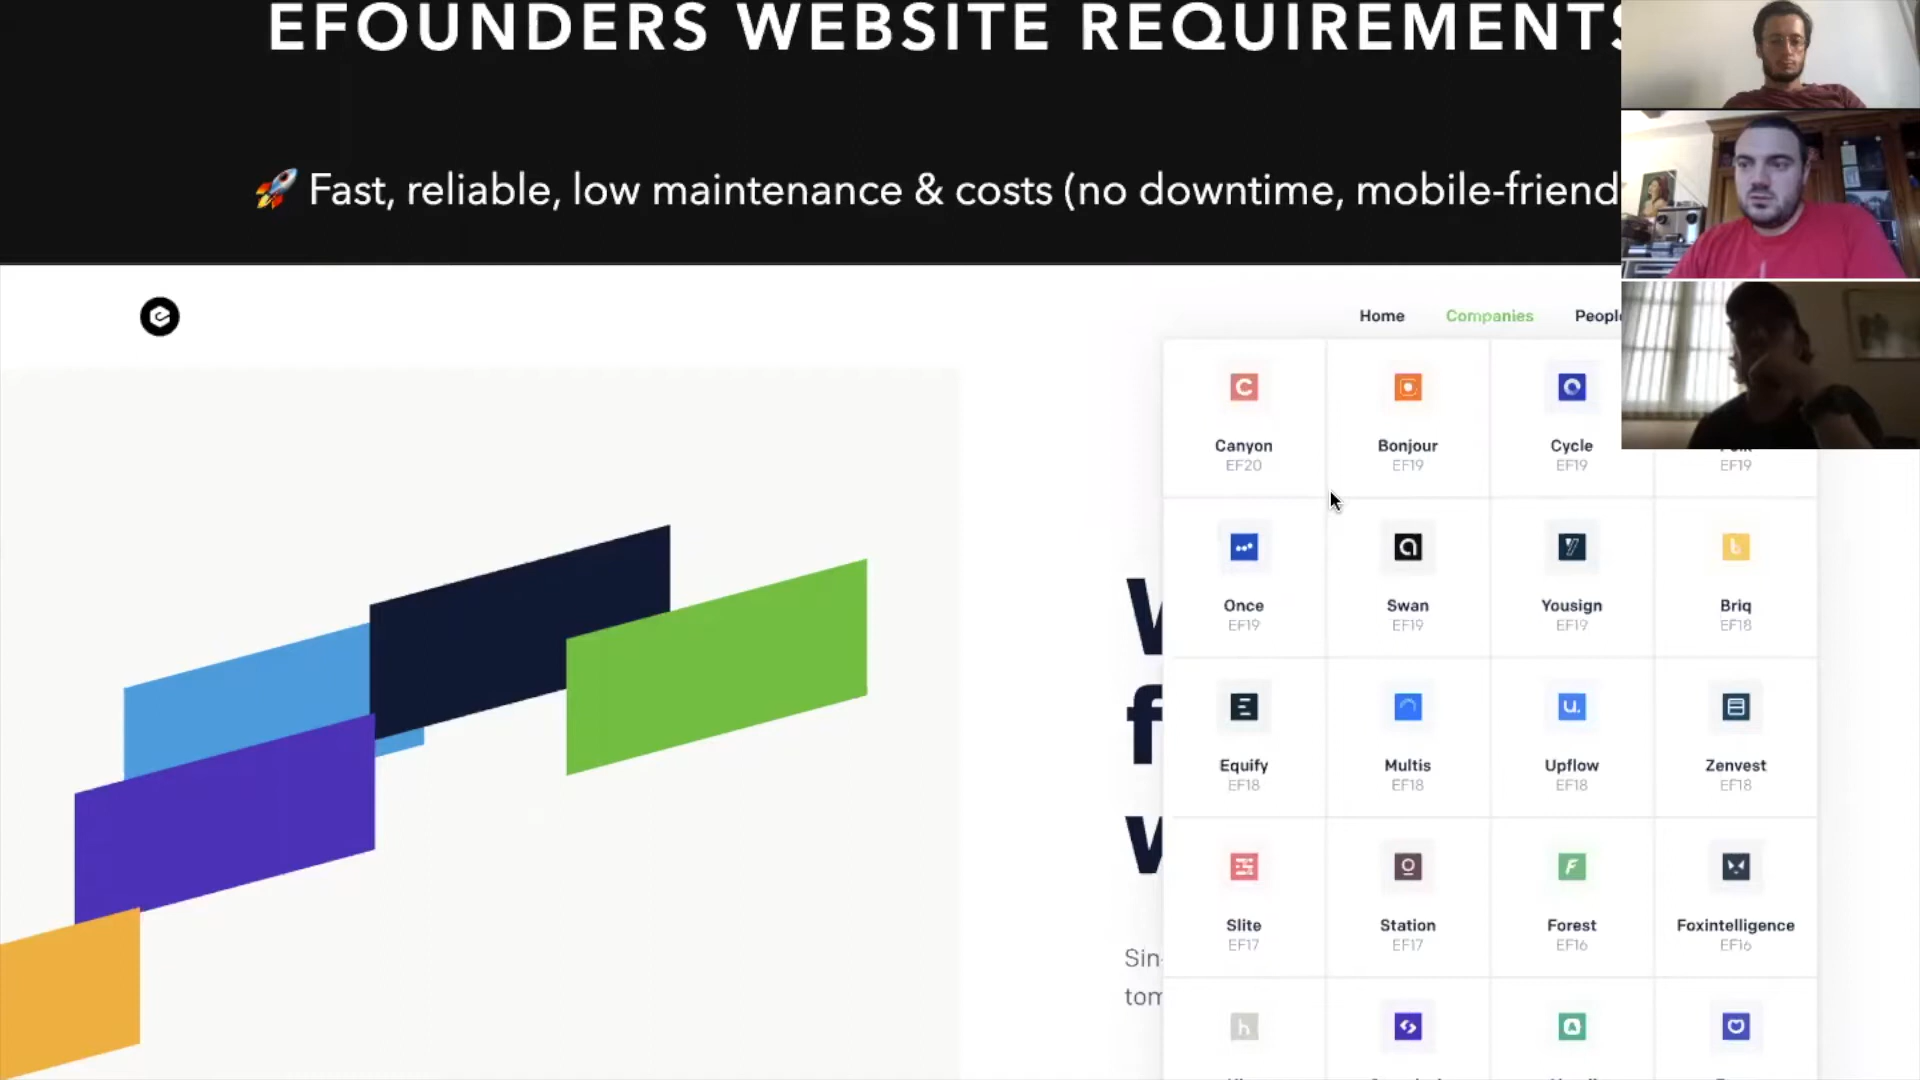 EFOUNDERS WEBSITE REQUIREMENTS
🚀 Fast, reliable, low maintenance & costs (no downtime, mobile-friend
Home Companies People
Canyon Bonjour Cycle
EF20 EF19 EF19 EF19
Once Swan Yousign Briq
EF19 EF19 EF19 EF18
Equify Multis Upflow Zenvest
EF18 EF18 EF18 EF18
Slite Station Forest Foxintelligence
EF17 EF17 EF16 EF16